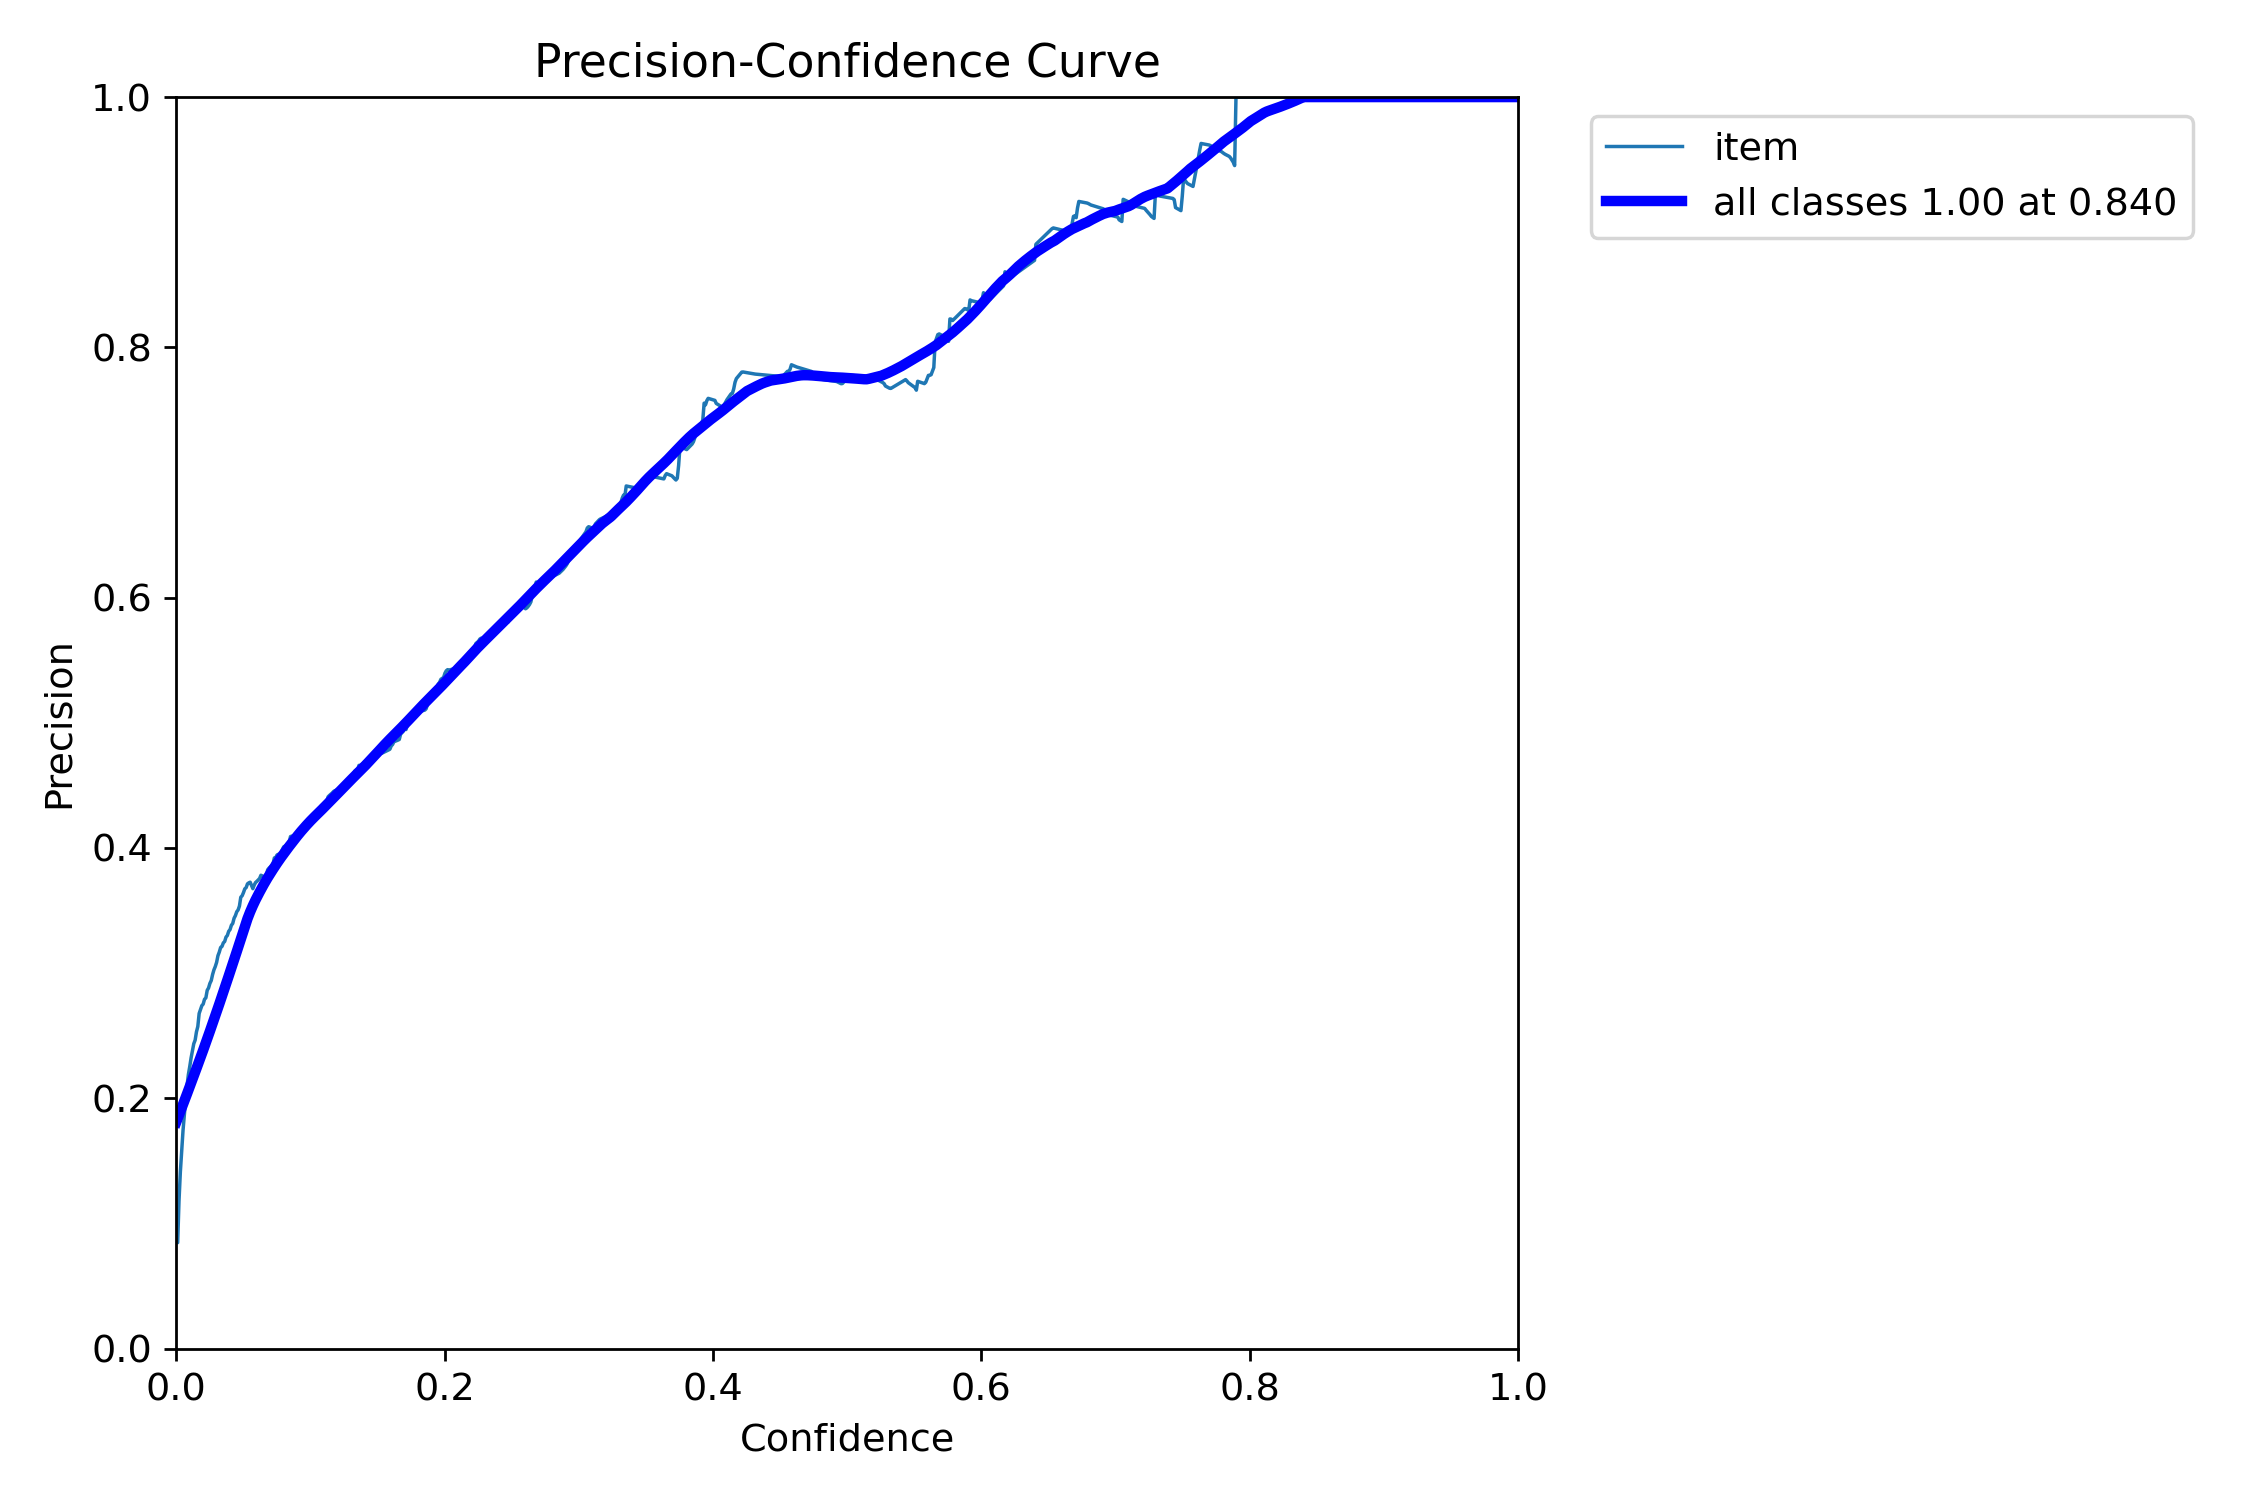 Precision-Confidence Curve
1.0
0.8
0.6
0.4
0.2
0.0
Precision
0.0 0.2 0.4 0.6 0.8 1.0
Confidence
item
all classes 1.00 at 0.840